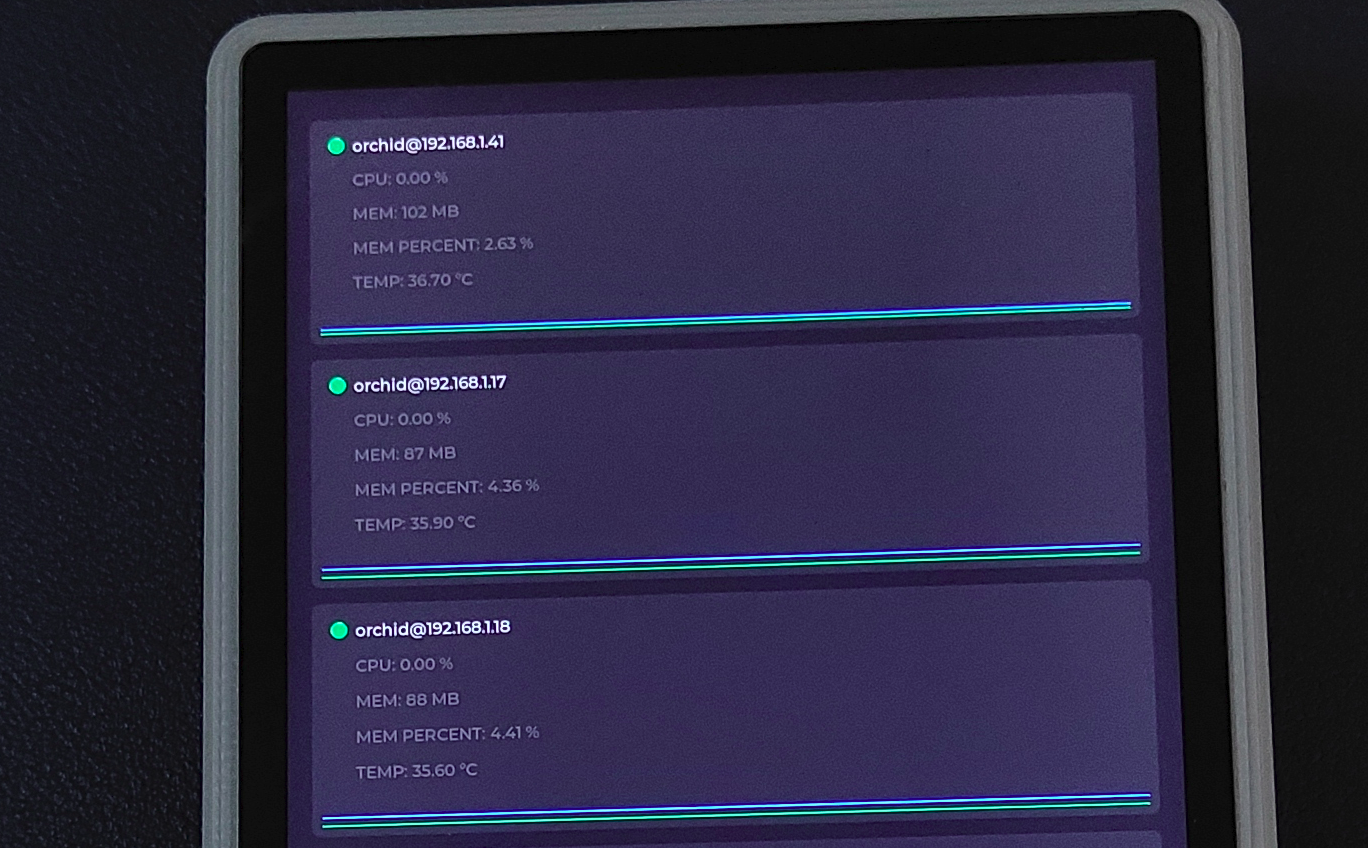 orchid@192.168.1.41
CPU: 0.00 %
MEM: 102 MB
MEM PERCENT: 2.63 %
TEMP: 36.70 °C
orchid@192.168.1.17
CPU: 0.00 %
MEM: 87 MB
MEM PERCENT: 4.36 %
TEMP: 35.90 °C
orchid@192.168.1.18
CPU: 0.00 %
MEM: 88 MB
MEM PERCENT: 4.41 %
TEMP: 35.60 °C